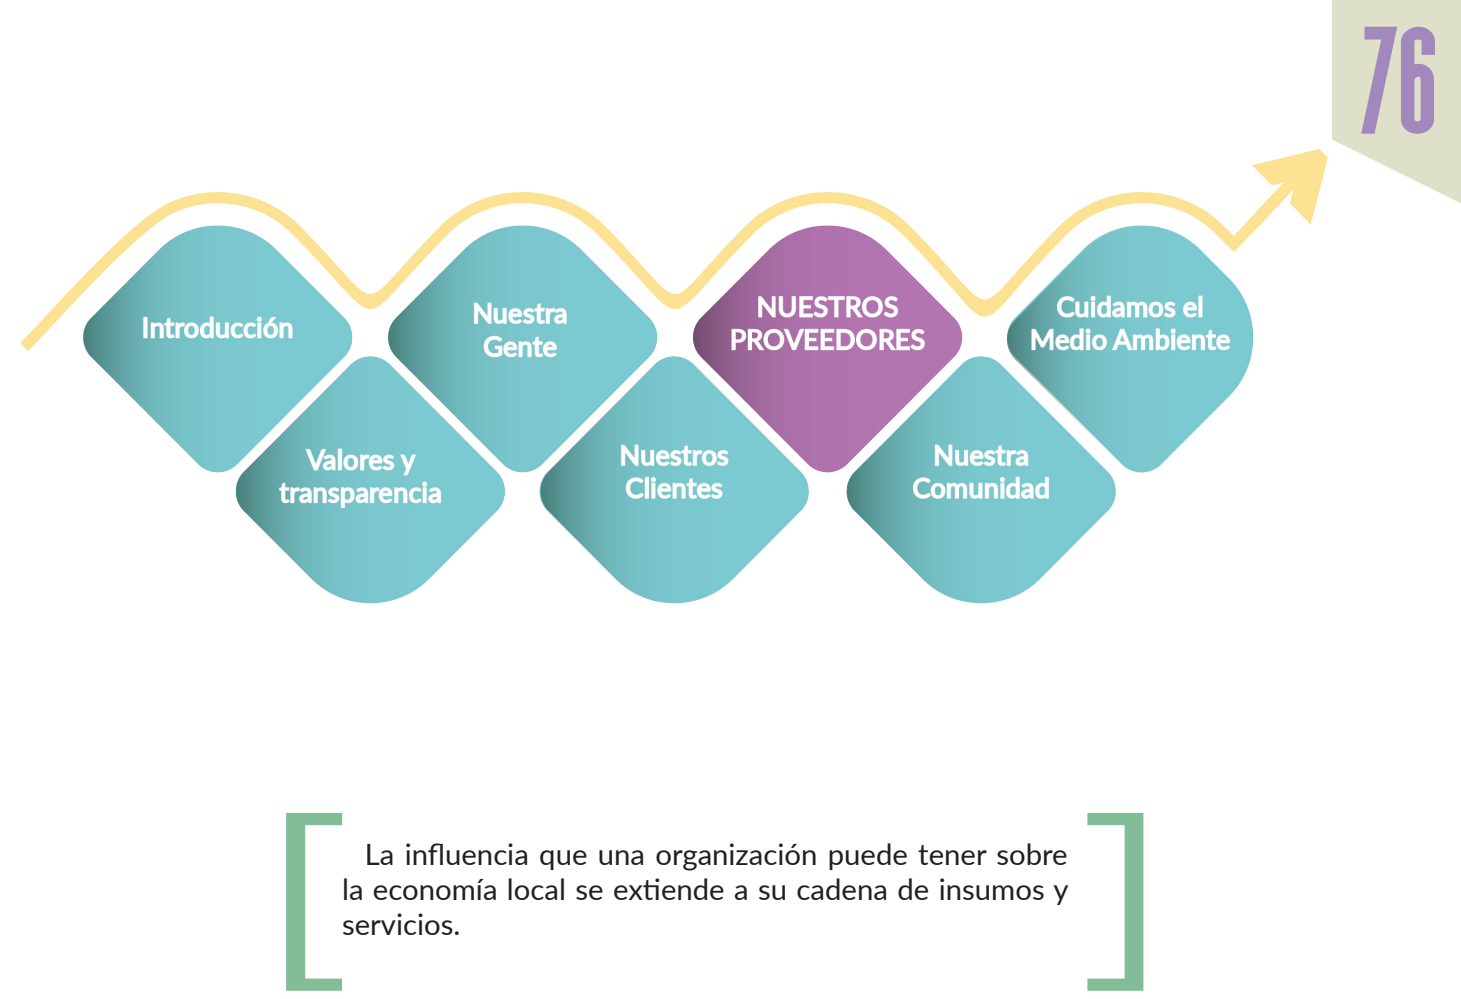 76
Introducción
Valores y
transparencia
Nuestra
Gente
Nuestros
Clientes
NUESTROS
PROVEEDORES
Nuestra
Comunidad
Cuidamos el
Medio Ambiente
La influencia que una organización puede tener sobre
la economía local se extiende a su cadena de insumos y
servicios.